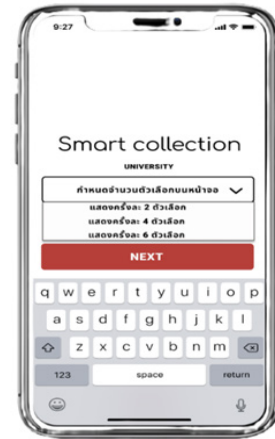 9:27
Smart collection
UNIVERSITY
กำหนดจำนวนตัวเลือกบนหน้าจอ
แสดงครั้งละ 2 ตัวเลือก
แสดงครั้งละ 4 ตัวเลือก
แสดงครั้งละ 6 ตัวเลือก
NEXT
q w e r t y u i o p
a s d f g h j k l
z x c v b n m
123 space return